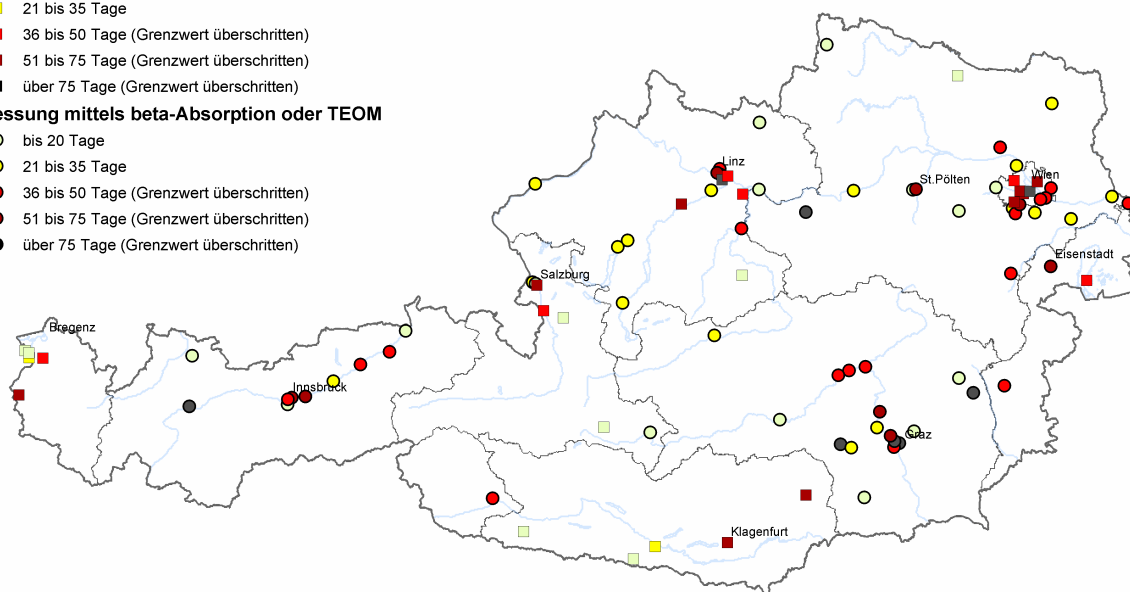 21 bis 35 Tage
36 bis 50 Tage (Grenzwert überschritten)
51 bis 75 Tage (Grenzwert überschritten)
über 75 Tage (Grenzwert überschritten)
essung mittels beta-Absorption oder TEOM
bis 20 Tage
21 bis 35 Tage
36 bis 50 Tage (Grenzwert überschritten)
51 bis 75 Tage (Grenzwert überschritten)
über 75 Tage (Grenzwert überschritten)
Linz
Wien
St.Pölten
Eisenstadt
Salzburg
Bregenz
Innsbruck
Graz
Klagenfurt